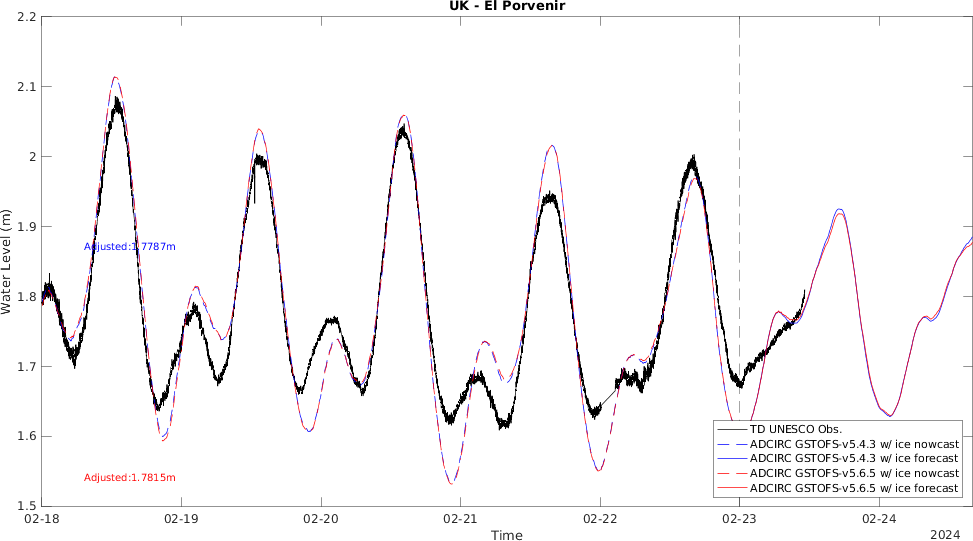 UK - El Porvenir
2.2
2.1
2
1.9
1.8
1.7
1.6
1.5
Water Level (m)
Adjusted:1.7787m
Adjusted:1.7815m
TD UNESCO Obs.
ADCIRC GSTOFS-v5.4.3 w/ ice nowcast
ADCIRC GSTOFS-v5.4.3 w/ ice forecast
ADCIRC GSTOFS-v5.6.5 w/ ice nowcast
ADCIRC GSTOFS-v5.6.5 w/ ice forecast
02-18 02-19 02-20 02-21 02-22 02-23 02-24
Time
2024